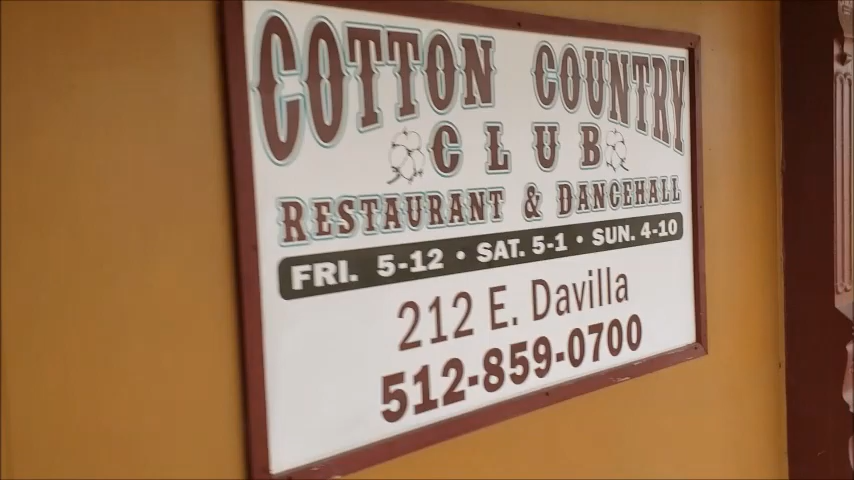 COTTON COUNTRY
CLUB
RESTAURANT & DANCEHALL
FRI. 5-12 • SAT. 5-1 • SUN. 4-10
212 E. Davilla
512-859-0700